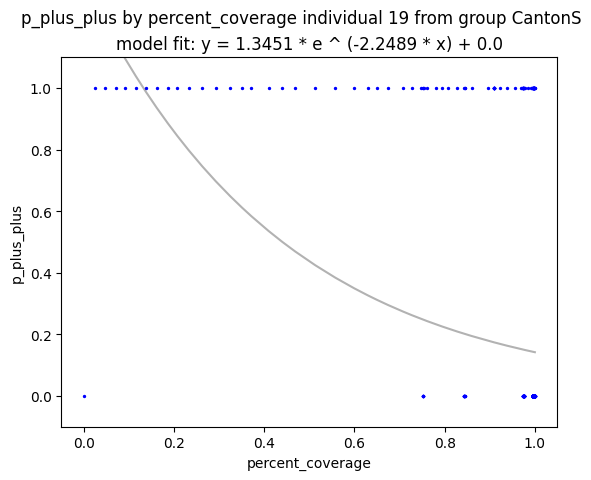 p_plus_plus by percent_coverage individual 19 from group CantonS
model fit: y = 1.3451 * e ^ (-2.2489 * x) + 0.0
1.0
0.8
0.6
0.4
0.2
0.0
p_plus_plus
0.0 0.2 0.4 0.6 0.8 1.0
percent_coverage